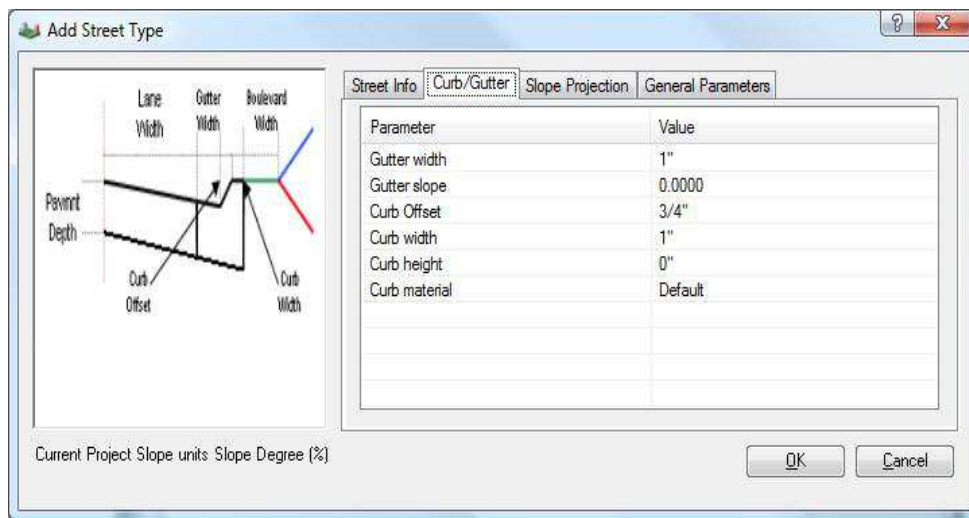 Add Street Type
?
X
Lane Width
Gutter Width
Boulevard Width
Pavmnt Depth
Curb Offset
Curb Width
Street Info
Curb/Gutter
Slope Projection
General Parameters
Parameter Value
Gutter width 1"
Gutter slope 0.0000
Curb Offset 3/4"
Curb width 1"
Curb height 0"
Curb material Default
Current Project Slope units Slope Degree (%)
OK
Cancel